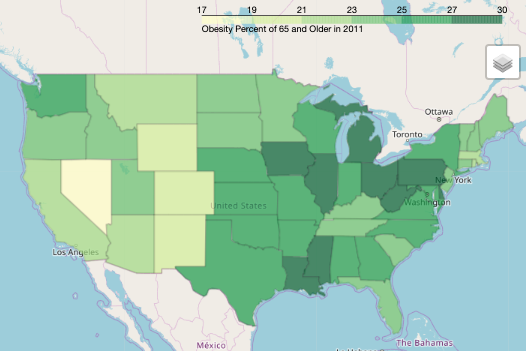 17 19 21 23 25 27 30
Obesity Percent of 65 and Older in 2011
Ottawa
Toronto
New York
Washington
United States
Los Angeles
México
The Bahamas